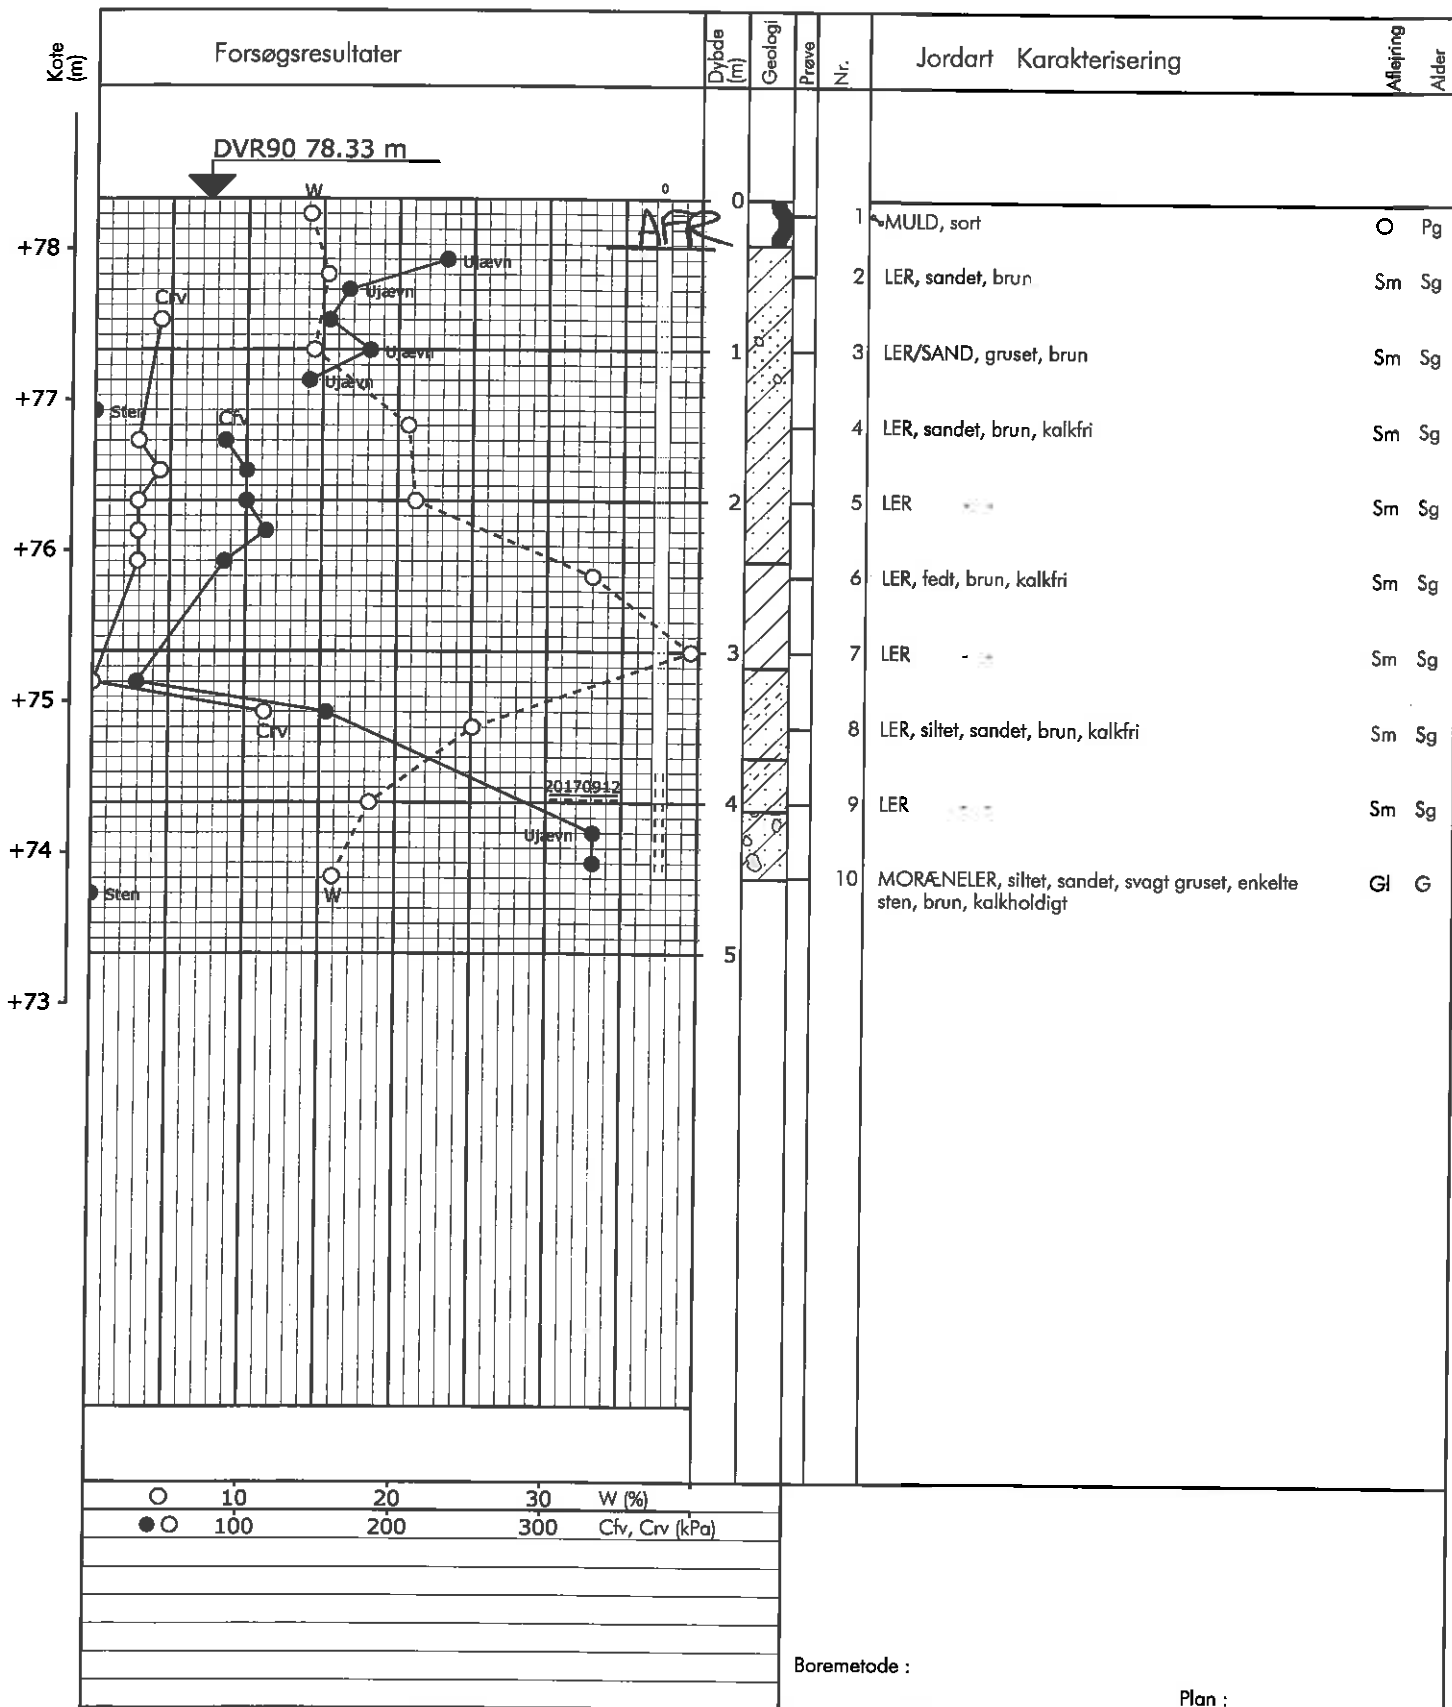 Kote (m)
Forsøgsresultater
Dybde (m)
Geologi
Prøve
Nr.
Jordart Karakterisering
Aflejring
Alder
DVR90 78.33 m
W
o
AFR
0
+78
Ujævn
Ujævn
Crv
Ujævn
1
Ujævn
+77
Sten
Cfv
2
+76
3
+75
Crv
20170912
4
Ujævn
+74
Sten
W
5
+73
1 MULD, sort O Pg
2 LER, sandet, brun Sm Sg
3 LER/SAND, gruset, brun Sm Sg
4 LER, sandet, brun, kalkfri Sm Sg
5 LER - " - Sm Sg
6 LER, fedt, brun, kalkfri Sm Sg
7 LER - " - Sm Sg
8 LER, siltet, sandet, brun, kalkfri Sm Sg
9 LER - " - Sm Sg
10 MORÆNELER, siltet, sandet, svagt gruset, enkelte Gl G
sten, brun, kalkholdigt
10 20 30 W (%)
100 200 300 Cfv, Crv (kPa)
Boremetode :
Plan :